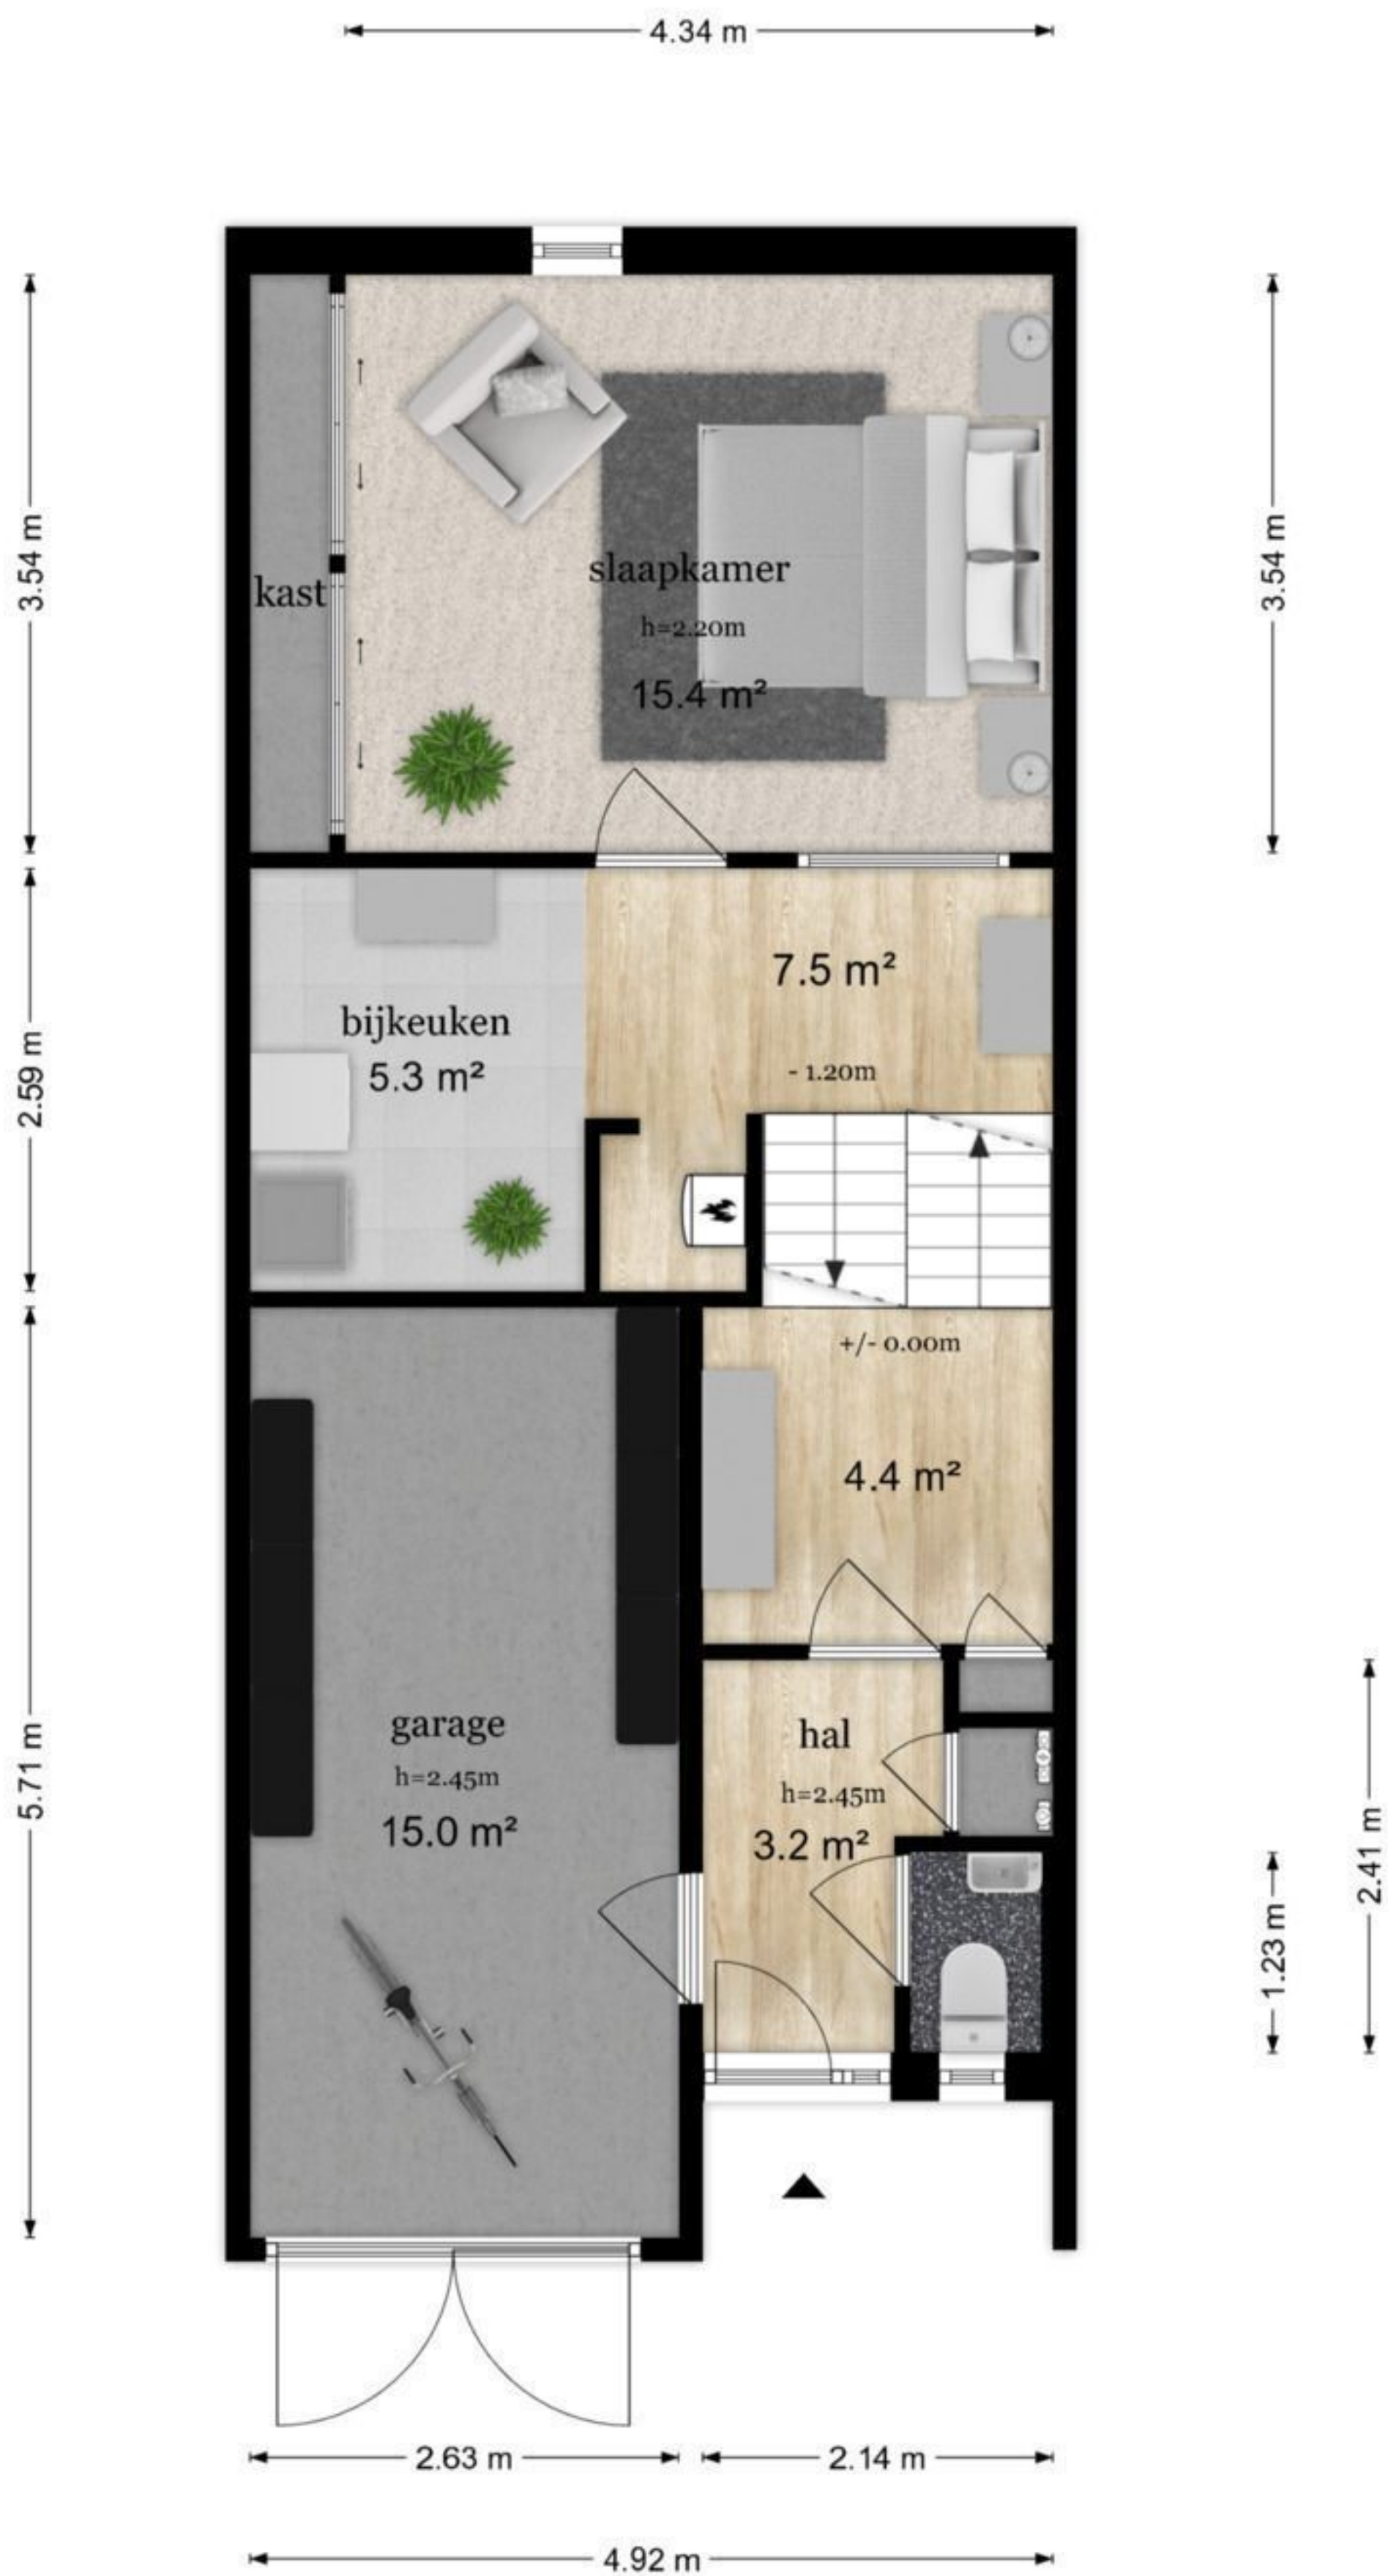 4.34 m
3.54 m
3.54 m
kast
slaapkamer
h=2.20m
15.4 m²
2.59 m
7.5 m²
bijkeuken
5.3 m²
- 1.20m
+/- 0.00m
4.4 m²
5.71 m
garage
h=2.45m
15.0 m²
hal
h=2.45m
3.2 m²
1.23 m
2.41 m
2.63 m
2.14 m
4.92 m